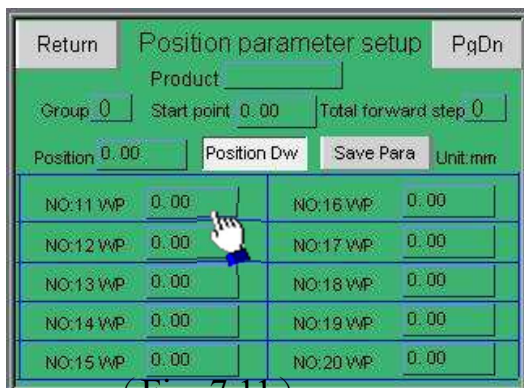 Return Position parameter setup PgDn
Product
Group 0 Start point 0.00 Total forward step 0
Position 0.00 Position Dw Save Para Unit:mm
NO:11 WP 0.00 NO:16 WP 0.00
NO:12 WP 0.00 NO:17 WP 0.00
NO:13 WP 0.00 NO:18 WP 0.00
NO:14 WP 0.00 NO:19 WP 0.00
NO:15 WP 0.00 NO:20 WP 0.00